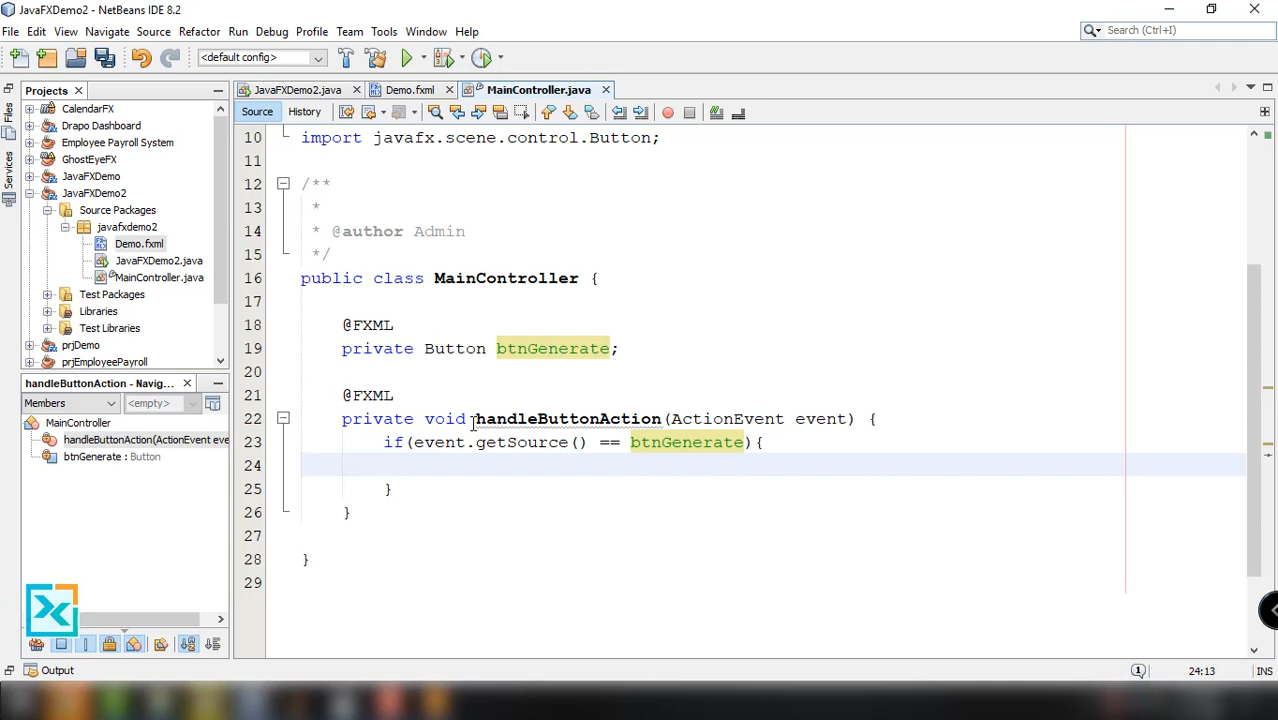 JavaFXDemo2 - NetBeans IDE 8.2
File Edit View Navigate Source Refactor Run Debug Profile Team Tools Window Help
Search (Ctrl+I)
<default config>
Projects
JavaFXDemo2.java Demo.fxml MainController.java
Files
Services
Source History
CalendarFX
Drapo Dashboard
Employee Payroll System
GhostEyeFX
JavaFXDemo
JavaFXDemo2
Source Packages
javafxdemo2
Demo.fxml
JavaFXDemo2.java
MainController.java
Test Packages
Libraries
Test Libraries
prjDemo
prjEmployeePayroll
handleButtonAction - Navig...
Members <empty>
MainController
handleButtonAction(ActionEvent eve
btnGenerate : Button
10 import javafx.scene.control.Button;
11
12 /**
13 *
14 * @author Admin
15 */
16 public class MainController {
17
18 @FXML
19 private Button btnGenerate;
20
21 @FXML
22 private void handleButtonAction(ActionEvent event) {
23 if(event.getSource() == btnGenerate){
24
25 }
26 }
27
28 }
29
Output
1
24:13 INS